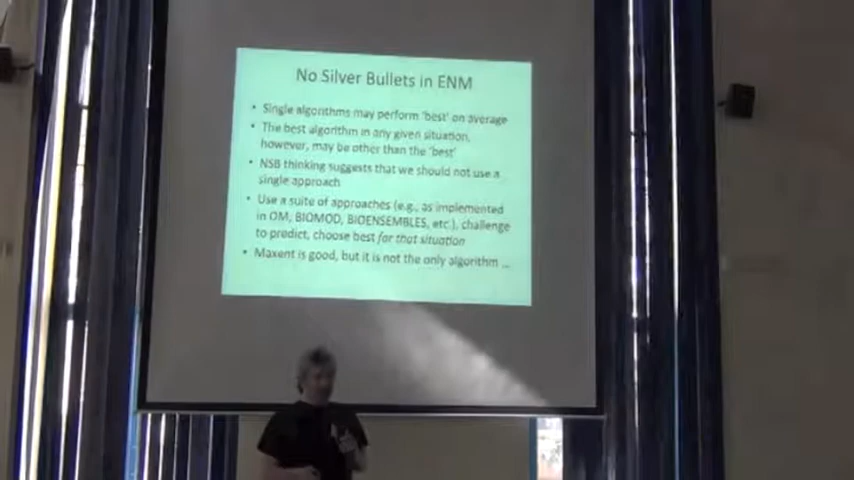 No Silver Bullets in ENM
• Single algorithms may perform 'best' on average
• The best algorithm in any given situation,
however, may be other than the 'best'
• NSB thinking suggests that we should not use a
single approach
• Use a suite of approaches (e.g., as implemented
in OM, BIOMOD, BIOENSEMBLES, etc.), challenge
to predict, choose best for that situation
• Maxent is good, but it is not the only algorithm ...